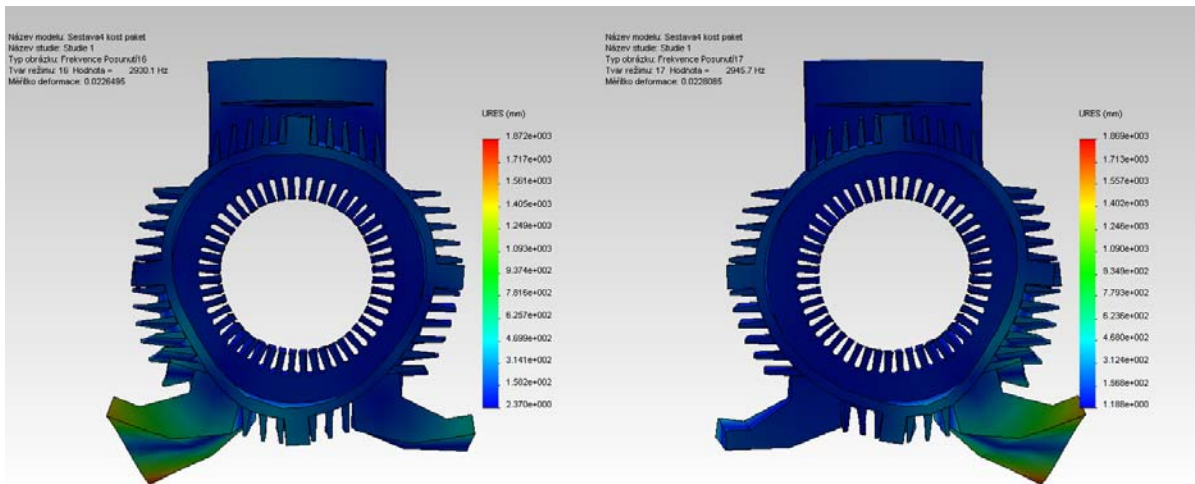 Název modelu: Sestava4 kost paket
Název studie: Studie 1
Typ obrázku: Frekvence Posunutí16
Tvar režimu: 16 Hodnota = 2930.1 Hz
Měřítko deformace: 0.0226495
URES (mm)
1.872e+003
1.717e+003
1.561e+003
1.405e+003
1.249e+003
1.093e+003
9.374e+002
7.816e+002
6.257e+002
4.699e+002
3.141e+002
1.582e+002
2.370e+000
Název modelu: Sestava4 kost paket
Název studie: Studie 1
Typ obrázku: Frekvence Posunutí17
Tvar režimu: 17 Hodnota = 2945.7 Hz
Měřítko deformace: 0.0228085
URES (mm)
1.869e+003
1.713e+003
1.557e+003
1.402e+003
1.246e+003
1.090e+003
9.349e+002
7.793e+002
6.236e+002
4.680e+002
3.124e+002
1.568e+002
1.188e+000